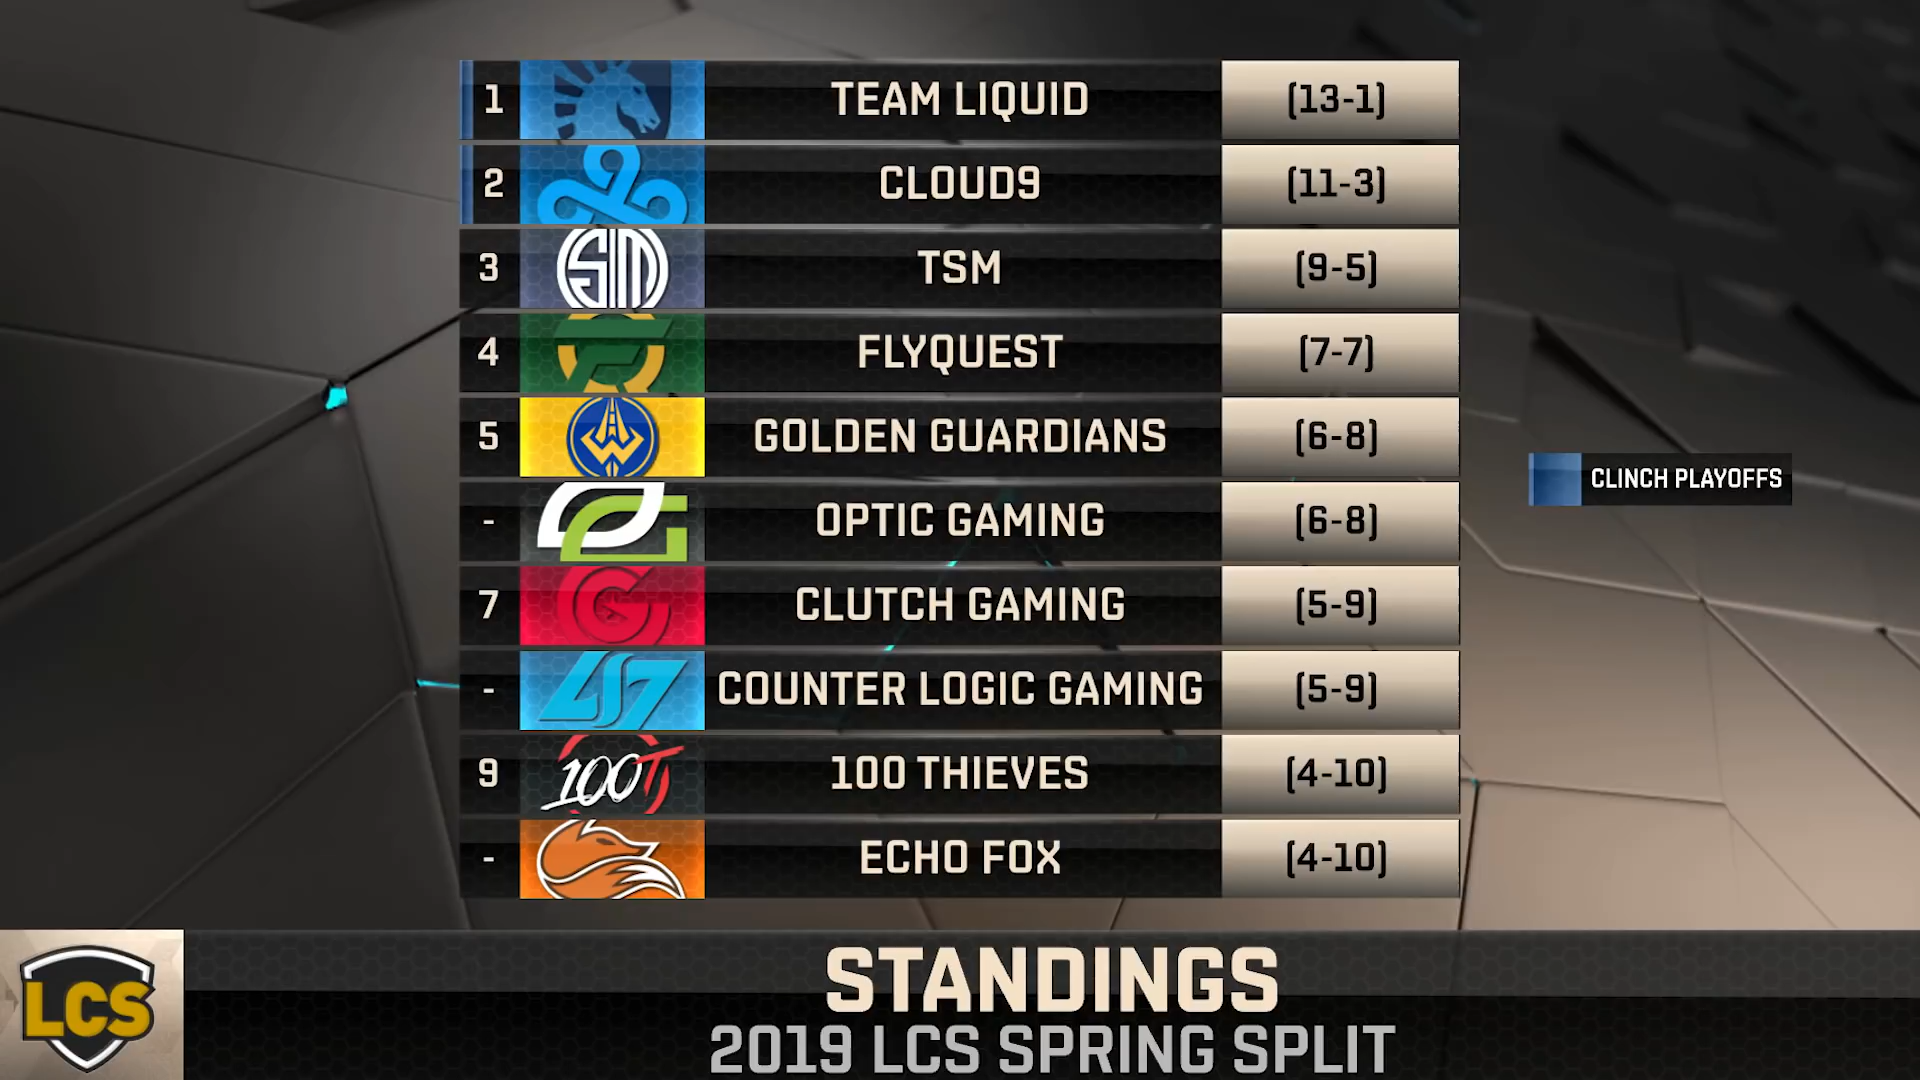 1 TEAM LIQUID (13-1)
2 CLOUD9 (11-3)
3 TSM TSM (9-5)
4 FLYQUEST (7-7)
5 GOLDEN GUARDIANS (6-8)
- OPTIC GAMING (6-8)
7 CLUTCH GAMING (5-9)
- COUNTER LOGIC GAMING (5-9)
9 100T 100 THIEVES (4-10)
- ECHO FOX (4-10)
CLINCH PLAYOFFS
LCS
STANDINGS
2019 LCS SPRING SPLIT